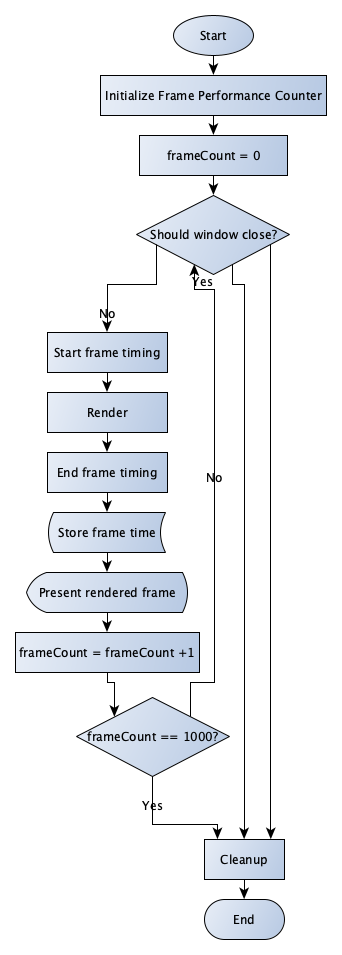 Start
Initialize Frame Performance Counter
frameCount = 0
Should window close?
Yes
No
Start frame timing
Render
End frame timing
No
Store frame time
Present rendered frame
frameCount = frameCount +1
frameCount == 1000?
Yes
Cleanup
End